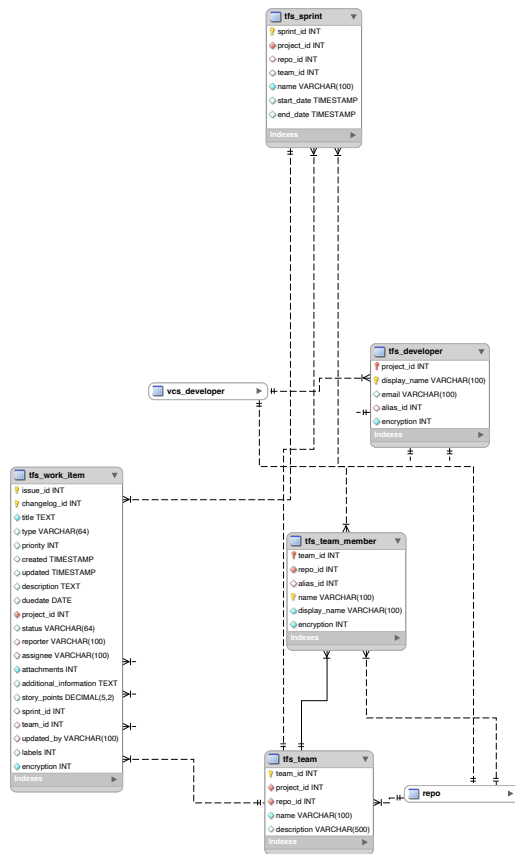 tfs_sprint
sprint_id INT
project_id INT
repo_id INT
team_id INT
name VARCHAR(100)
start_date TIMESTAMP
end_date TIMESTAMP
Indexes
tfs_developer
project_id INT
display_name VARCHAR(100)
email VARCHAR(100)
alias_id INT
encryption INT
Indexes
vcs_developer
tfs_work_item
issue_id INT
changelog_id INT
title TEXT
type VARCHAR(64)
priority INT
created TIMESTAMP
updated TIMESTAMP
description TEXT
duedate DATE
project_id INT
status VARCHAR(64)
reporter VARCHAR(100)
assignee VARCHAR(100)
attachments INT
additional_information TEXT
story_points DECIMAL(5,2)
sprint_id INT
team_id INT
updated_by VARCHAR(100)
labels INT
encryption INT
Indexes
tfs_team_member
team_id INT
repo_id INT
alias_id INT
name VARCHAR(100)
display_name VARCHAR(100)
encryption INT
Indexes
tfs_team
team_id INT
project_id INT
repo_id INT
name VARCHAR(100)
description VARCHAR(500)
Indexes
repo